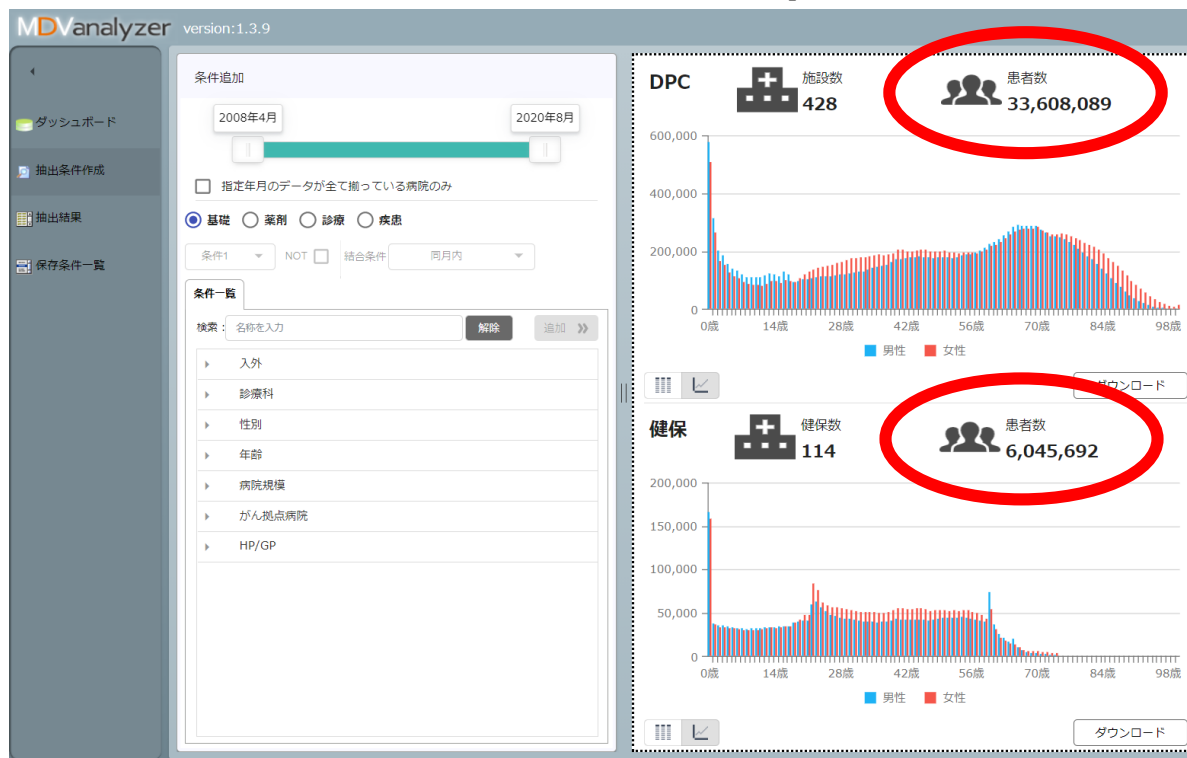 MDVanalyzer version:1.3.9
ダッシュボード
抽出条件作成
抽出結果
保存条件一覧
条件追加
2008年4月 2020年8月
指定年月のデータが全て揃っている病院のみ
基礎 薬剤 診療 疾患
条件1 NOT 結合条件 同月内
条件一覧
検索： 名称を入力 解除 追加
入外
診療科
性別
年齢
病院規模
がん拠点病院
HP/GP
DPC 施設数 患者数
428 33,608,089
600,000
400,000
200,000
0
0歳 14歳 28歳 42歳 56歳 70歳 84歳 98歳
男性 女性
ダウンロード
健保 健保数 患者数
114 6,045,692
200,000
150,000
100,000
50,000
0
0歳 14歳 28歳 42歳 56歳 70歳 84歳 98歳
男性 女性
ダウンロード